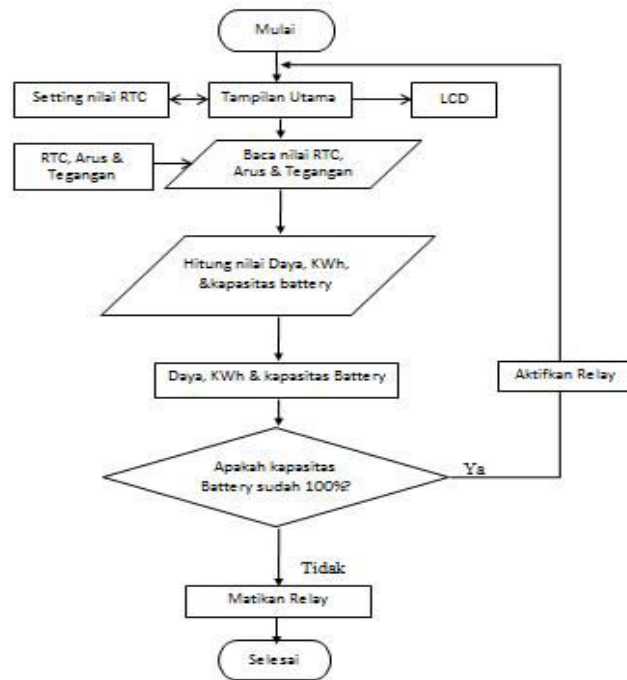 Mulai
Setting nilai RTC
Tampilan Utama
LCD
RTC, Arus &
Tegangan
Baca nilai RTC,
Arus & Tegangan
Hitung nilai Daya, KWh,
&kapasitas battery
Daya, KWh & kapasitas Battery
Aktifkan Relay
Apakah kapasitas
Battery sudah 100%?
Ya
Tidak
Matikan Relay
Selesai